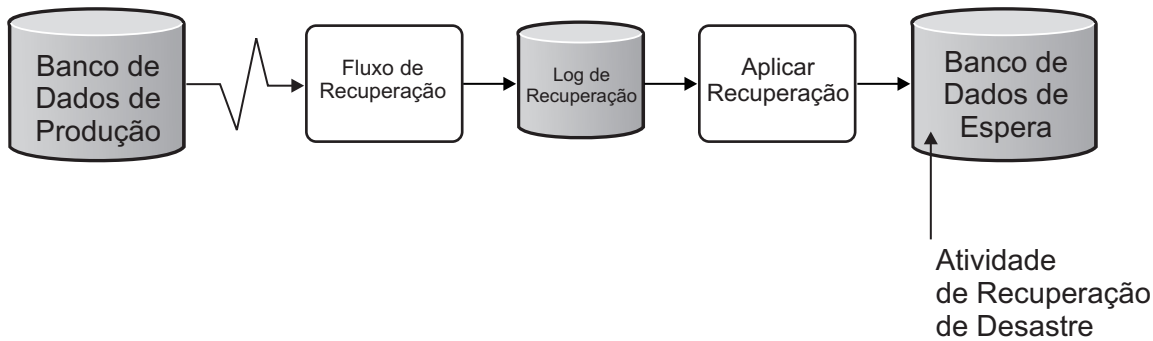 Banco de
Dados de
Produção
Fluxo de
Recuperação
Log de
Recuperação
Aplicar
Recuperação
Banco de
Dados de
Espera
Atividade
de Recuperação
de Desastre